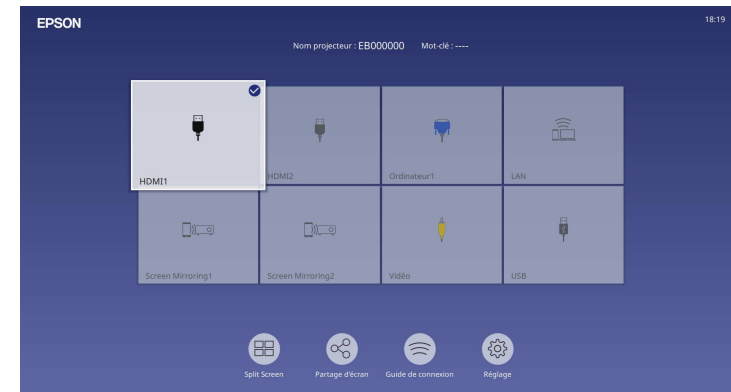 EPSON
18:19
Nom projecteur : EB000000 Mot-clé : ----
HDMI1
HDMI2
Ordinateur1
LAN
Screen Mirroring1
Screen Mirroring2
Vidéo
USB
Split Screen
Partage d'écran
Guide de connexion
Réglage